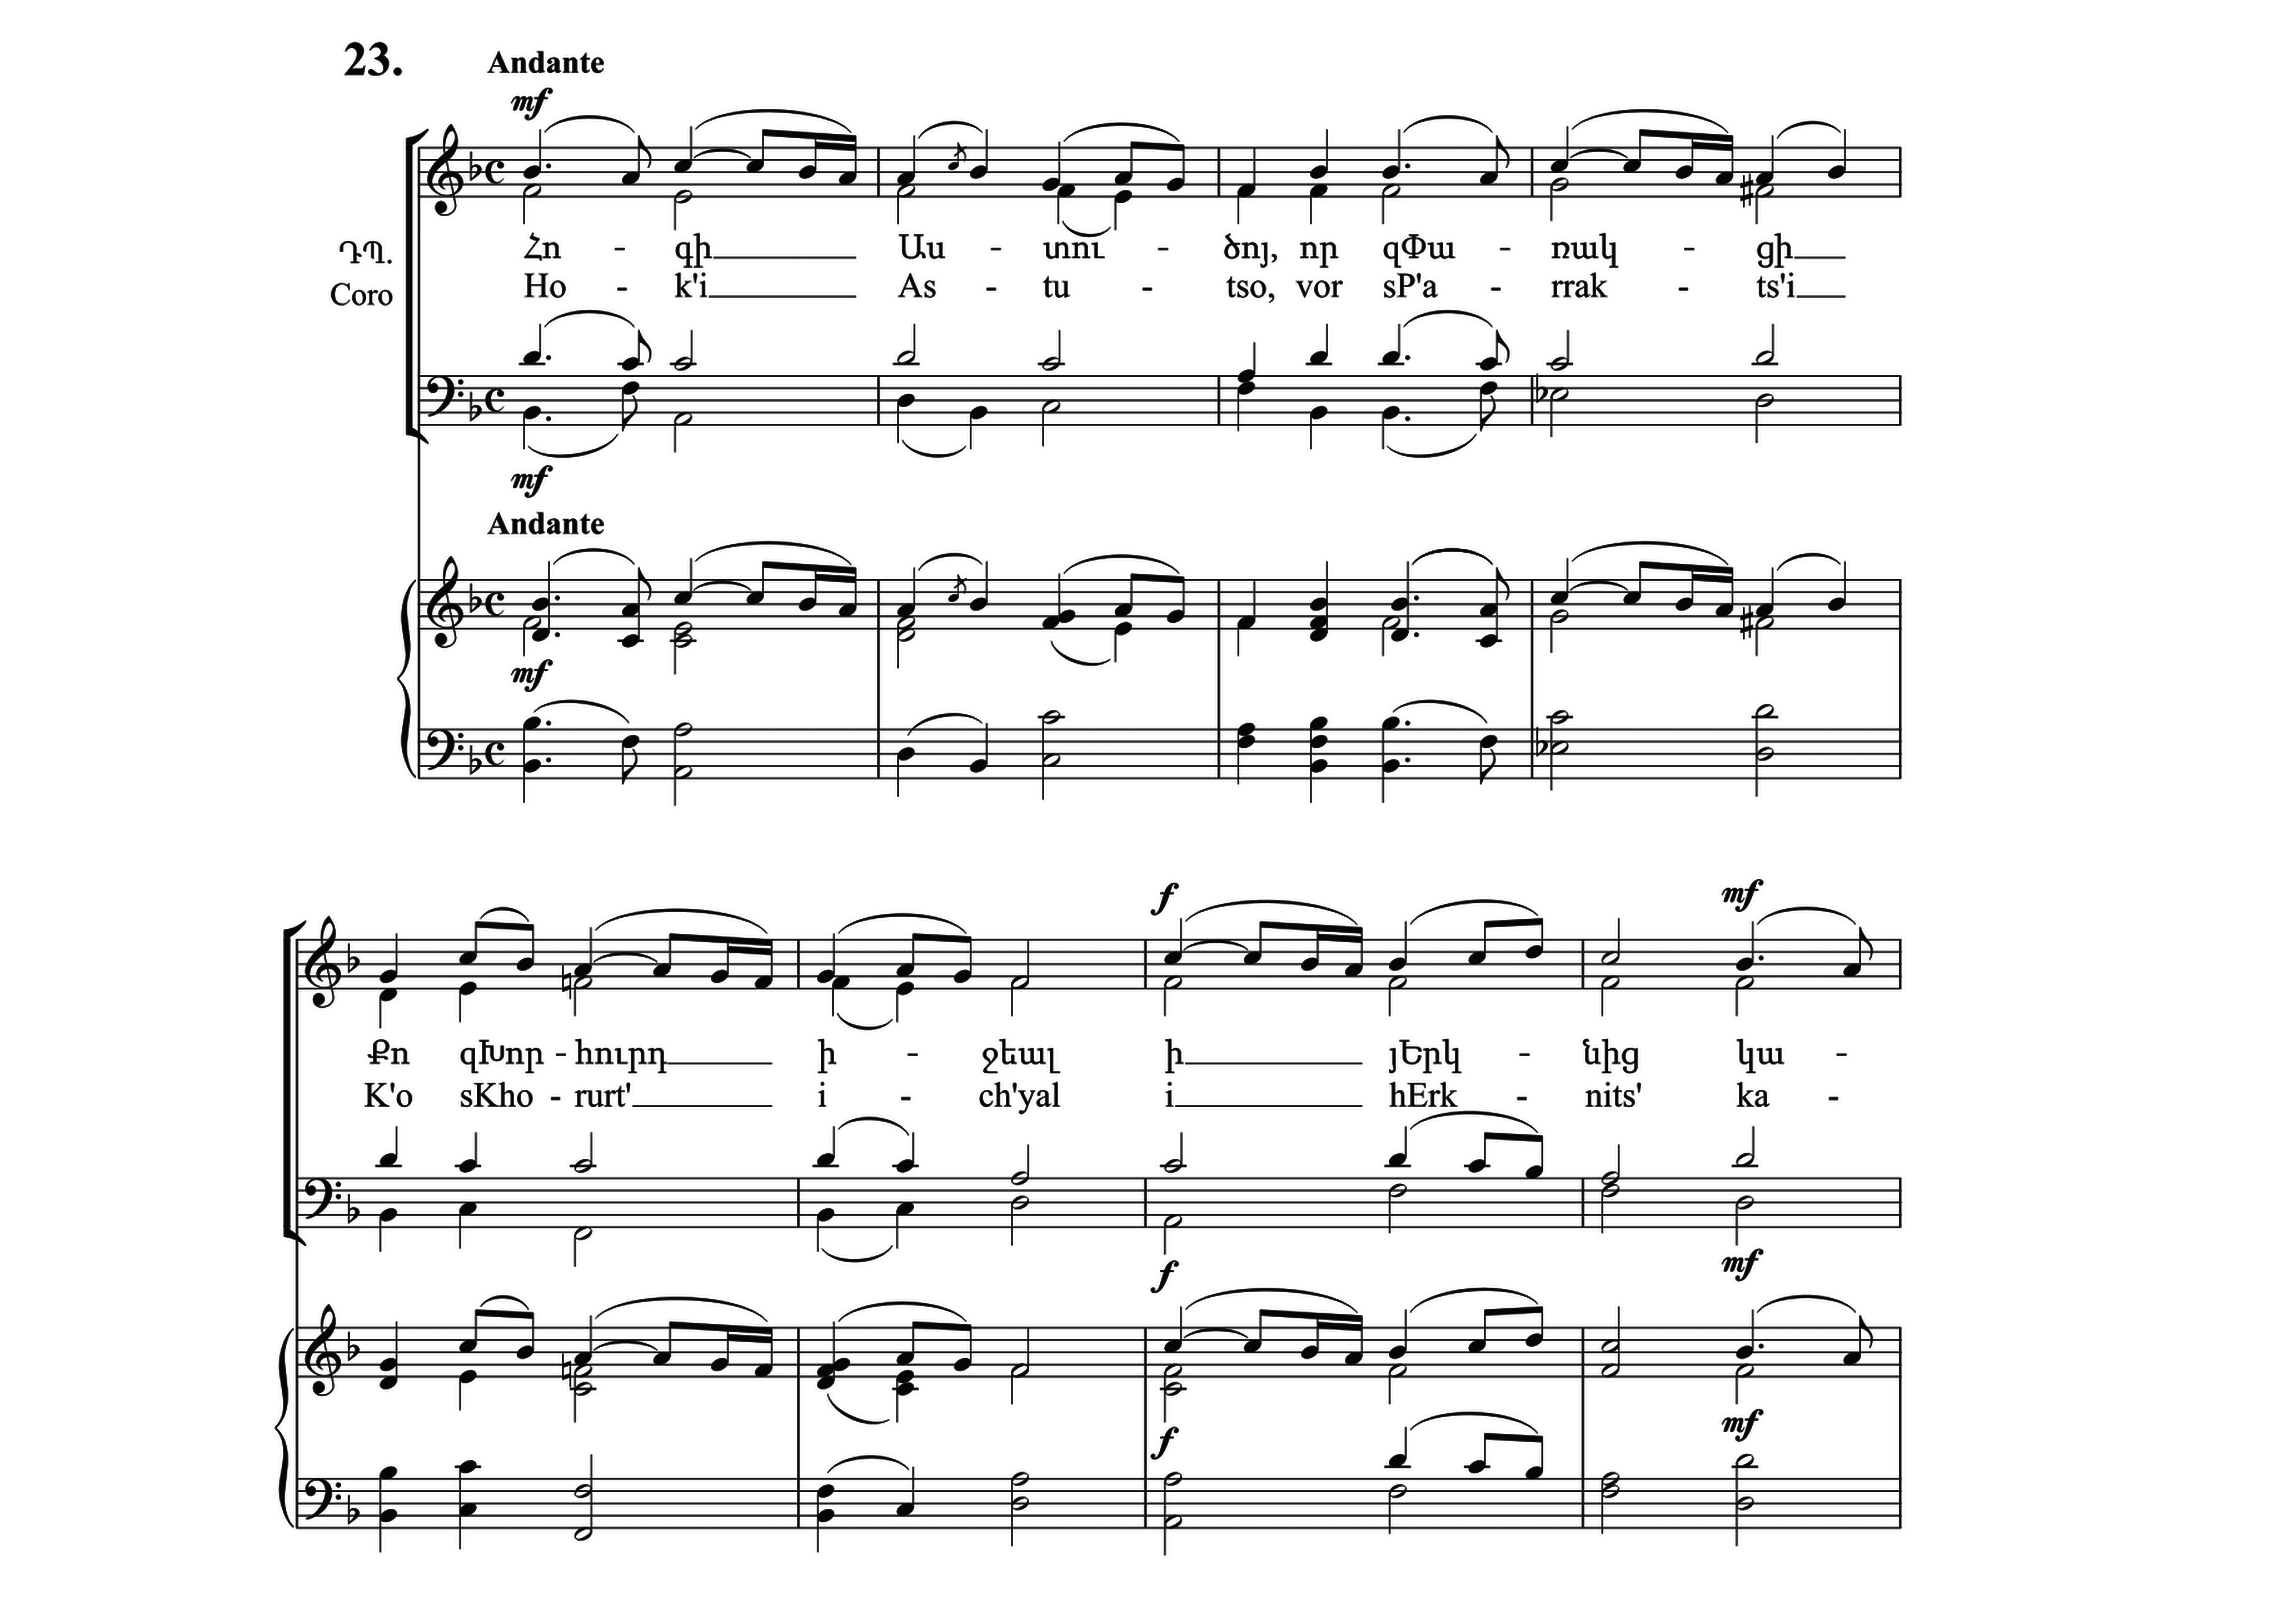 23.
Andante
mf
ԴՊ. Հո - գի Աս - տու - ծոյ, որ զՓա - ռակ - ցի
Coro Ho - k'i As - tu - tso, vor sP'a - rrak - ts'i
mf
Andante
mf
f mf
Քո զԽոր - հուրդ ի - ջեալ ի յԵրկ - նից կա -
K'o sKho - rurt' i - ch'yal i hErk - nits' ka -
f mf
f mf